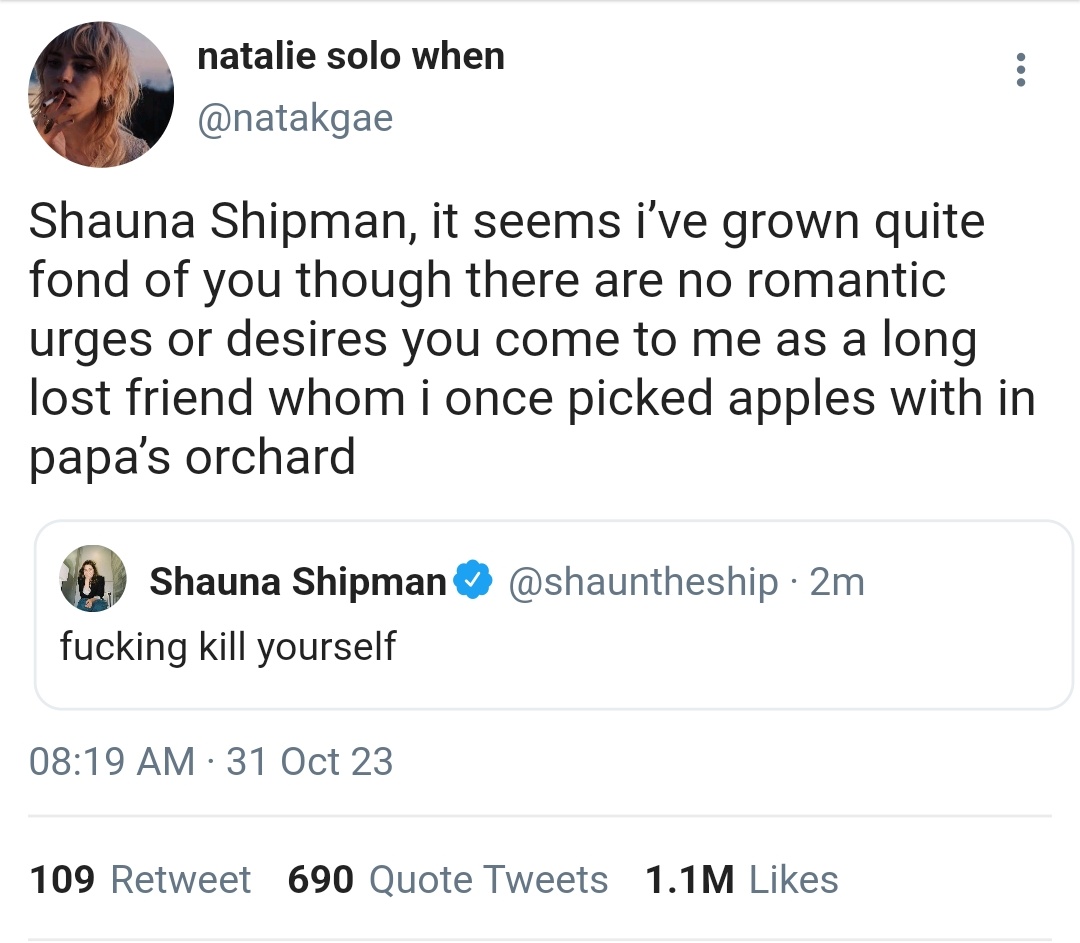 natalie solo when
@natakgae
Shauna Shipman, it seems i’ve grown quite
fond of you though there are no romantic
urges or desires you come to me as a long
lost friend whom i once picked apples with in
papa’s orchard
Shauna Shipman @shauntheship · 2m
fucking kill yourself
08:19 AM · 31 Oct 23
109 Retweet 690 Quote Tweets 1.1M Likes